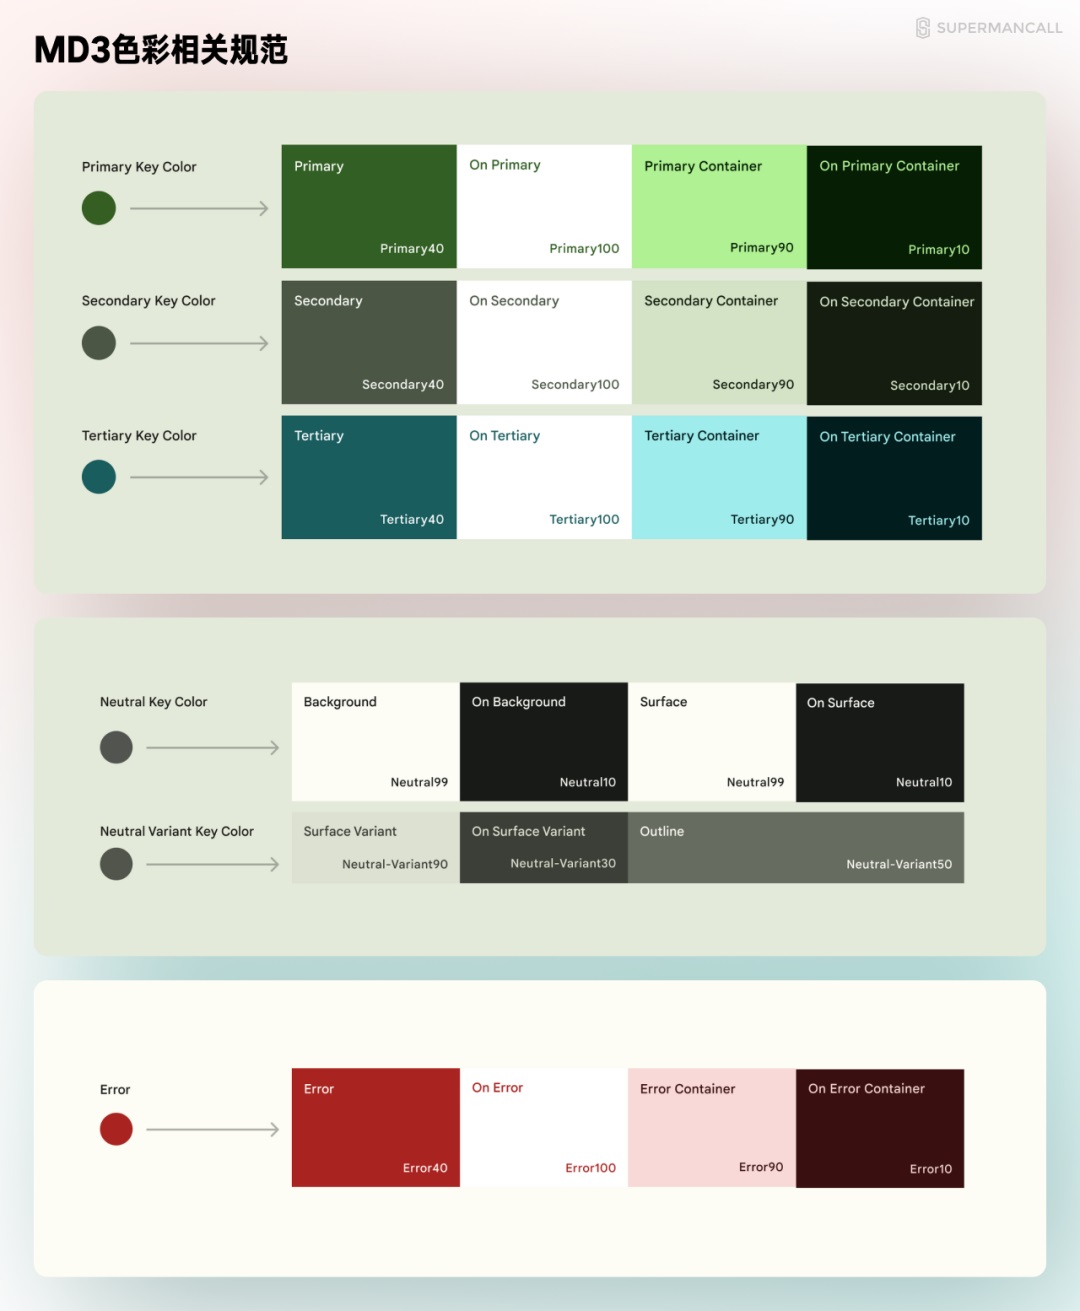 SUPERMANCALL
MD3色彩相关规范
Primary Key Color
Primary
Primary40
On Primary
Primary100
Primary Container
Primary90
On Primary Container
Primary10
Secondary Key Color
Secondary
Secondary40
On Secondary
Secondary100
Secondary Container
Secondary90
On Secondary Container
Secondary10
Tertiary Key Color
Tertiary
Tertiary40
On Tertiary
Tertiary100
Tertiary Container
Tertiary90
On Tertiary Container
Tertiary10
Neutral Key Color
Background
Neutral99
On Background
Neutral10
Surface
Neutral99
On Surface
Neutral10
Neutral Variant Key Color
Surface Variant
Neutral-Variant90
On Surface Variant
Neutral-Variant30
Outline
Neutral-Variant50
Error
Error
Error40
On Error
Error100
Error Container
Error90
On Error Container
Error10